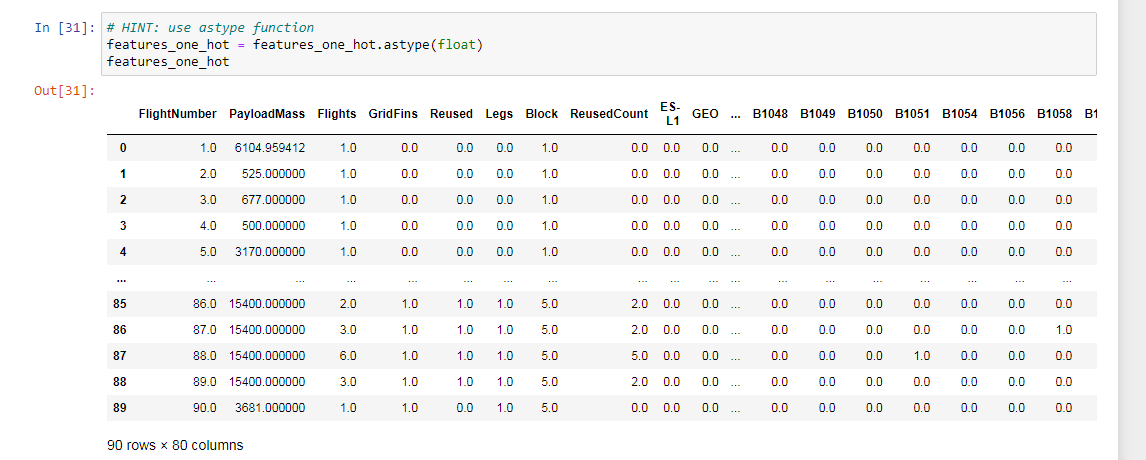 In [31]: # HINT: use astype function
features_one_hot = features_one_hot.astype(float)
features_one_hot
Out[31]:
FlightNumber PayloadMass Flights GridFins Reused Legs Block ReusedCount ES-L1 GEO ... B1048 B1049 B1050 B1051 B1054 B1056 B1058 B1
0 1.0 6104.959412 1.0 0.0 0.0 0.0 1.0 0.0 0.0 0.0 ... 0.0 0.0 0.0 0.0 0.0 0.0 0.0
1 2.0 525.000000 1.0 0.0 0.0 0.0 1.0 0.0 0.0 0.0 ... 0.0 0.0 0.0 0.0 0.0 0.0 0.0
2 3.0 677.000000 1.0 0.0 0.0 0.0 1.0 0.0 0.0 0.0 ... 0.0 0.0 0.0 0.0 0.0 0.0 0.0
3 4.0 500.000000 1.0 0.0 0.0 0.0 1.0 0.0 0.0 0.0 ... 0.0 0.0 0.0 0.0 0.0 0.0 0.0
4 5.0 3170.000000 1.0 0.0 0.0 0.0 1.0 0.0 0.0 0.0 ... 0.0 0.0 0.0 0.0 0.0 0.0 0.0
... ... ... ... ... ... ... ... ... ... ... ... ... ... ... ... ... ... ...
85 86.0 15400.000000 2.0 1.0 1.0 1.0 5.0 2.0 0.0 0.0 ... 0.0 0.0 0.0 0.0 0.0 0.0 0.0
86 87.0 15400.000000 3.0 1.0 1.0 1.0 5.0 2.0 0.0 0.0 ... 0.0 0.0 0.0 0.0 0.0 0.0 1.0
87 88.0 15400.000000 6.0 1.0 1.0 1.0 5.0 5.0 0.0 0.0 ... 0.0 0.0 0.0 1.0 0.0 0.0 0.0
88 89.0 15400.000000 3.0 1.0 1.0 1.0 5.0 2.0 0.0 0.0 ... 0.0 0.0 0.0 0.0 0.0 0.0 0.0
89 90.0 3681.000000 1.0 1.0 0.0 1.0 5.0 0.0 0.0 0.0 ... 0.0 0.0 0.0 0.0 0.0 0.0 0.0
90 rows × 80 columns